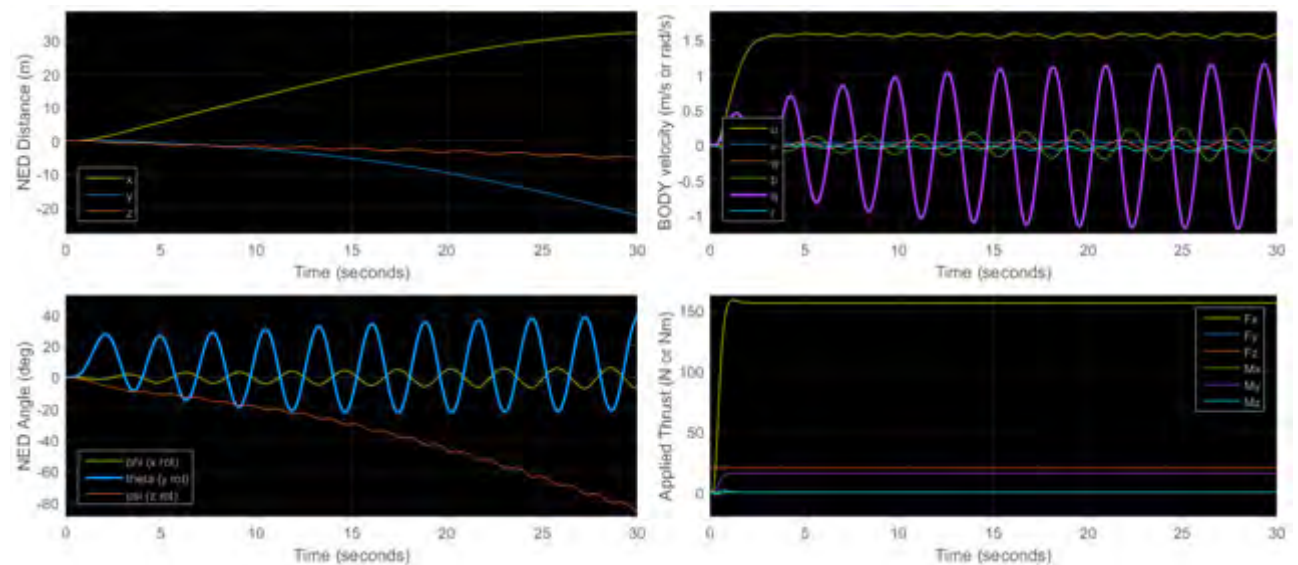 NED Distance (m)
30
20
10
0
-10
-20
x
y
z
0
5
10
15
20
25
30
Time (seconds)
BODY velocity (m/s or rad/s)
1.5
1
0.5
0
-0.5
-1
u
v
w
p
q
r
0
5
10
15
20
25
30
Time (seconds)
NED Angle (deg)
40
20
0
-20
-40
-60
-80
phi (x rot)
theta (y rot)
psi (z rot)
0
5
10
15
20
25
30
Time (seconds)
Applied Thrust (N or Nm)
150
100
50
0
Fx
Fy
Fz
Mx
My
Mz
0
5
10
15
20
25
30
Time (seconds)